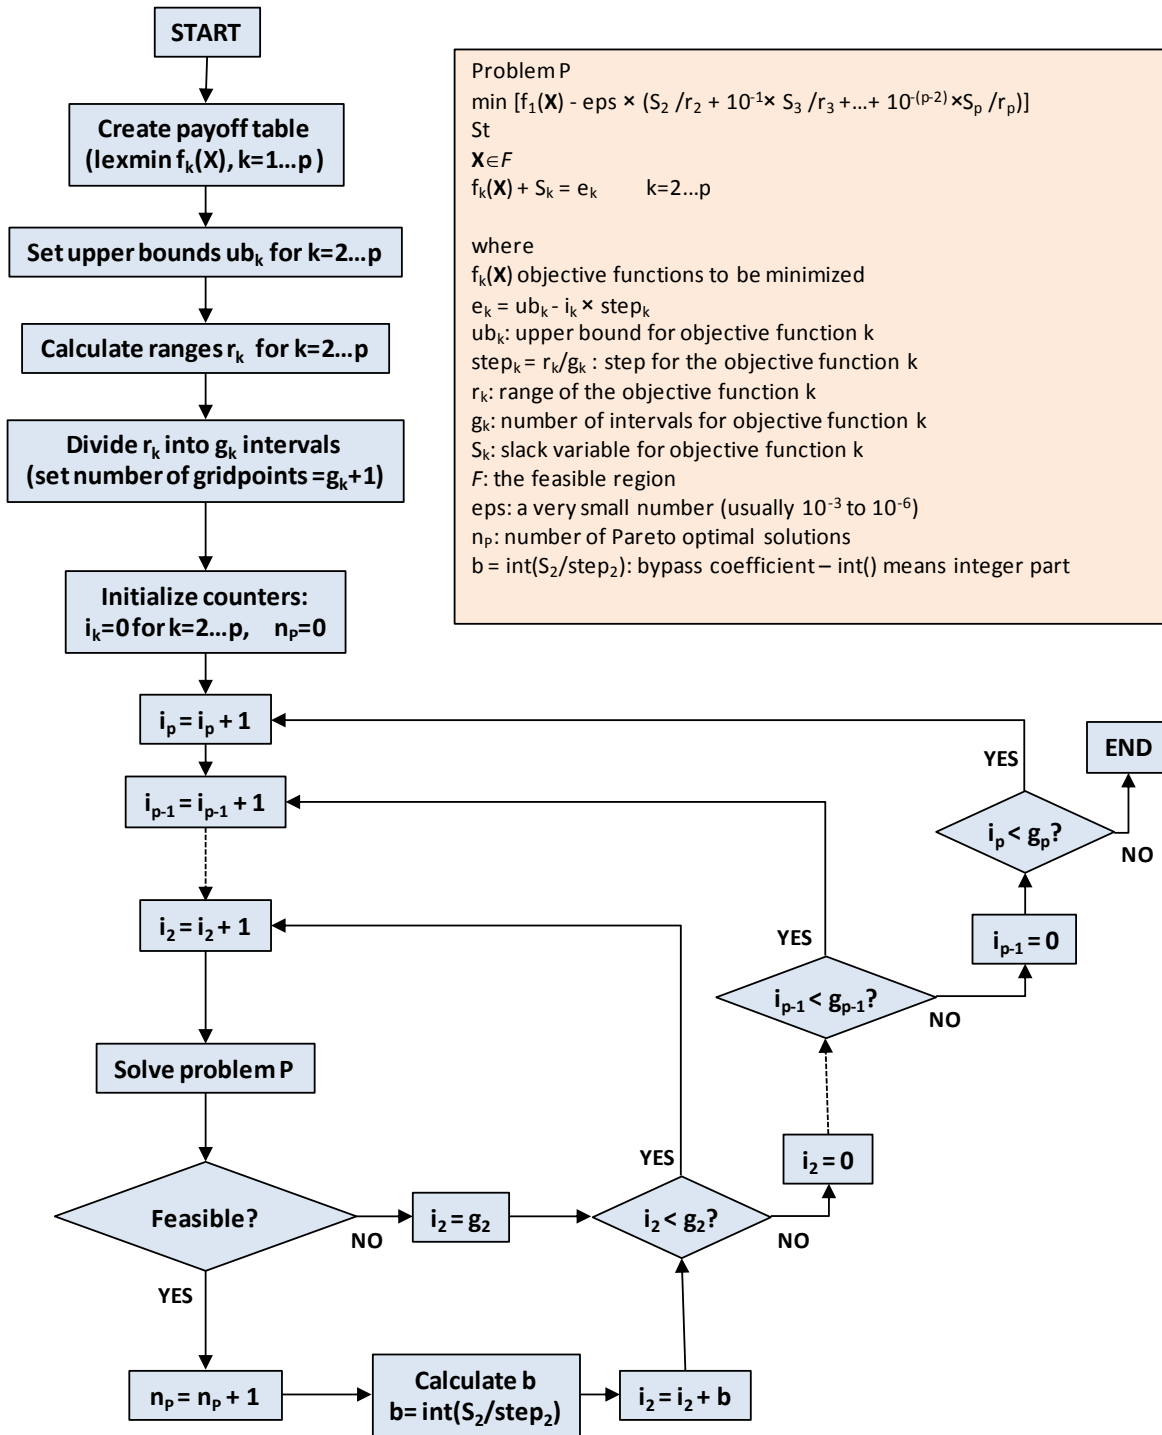 START
Create payoff table
(lexmin fₖ(X), k=1...p )
Set upper bounds ubₖ for k=2...p
Calculate ranges rₖ for k=2...p
Divide rₖ into gₖ intervals
(set number of gridpoints =gₖ+1)
Initialize counters:
iₖ=0 for k=2...p, nₚ=0
Problem P
min [f₁(X) - eps × (S₂ /r₂ + 10⁻¹× S₃ /r₃ +...+ 10⁻⁽ᵖ⁻²⁾ ×Sₚ /rₚ)]
St
X∈F
fₖ(X) + Sₖ = eₖ k=2...p
where
fₖ(X) objective functions to be minimized
eₖ = ubₖ - iₖ × stepₖ
ubₖ: upper bound for objective function k
stepₖ = rₖ/gₖ : step for the objective function k
rₖ: range of the objective function k
gₖ: number of intervals for objective function k
Sₖ: slack variable for objective function k
F: the feasible region
eps: a very small number (usually 10⁻³ to 10⁻⁶)
nₚ: number of Pareto optimal solutions
b = int(S₂/step₂): bypass coefficient – int() means integer part
iₚ = iₚ + 1
iₚ₋₁ = iₚ₋₁ + 1
i₂ = i₂ + 1
Solve problem P
Feasible?
NO
i₂ = g₂
YES
nₚ = nₚ + 1
Calculate b
b= int(S₂/step₂)
i₂ = i₂ + b
i₂ < g₂?
YES
NO
i₂ = 0
iₚ₋₁ < gₚ₋₁?
YES
NO
iₚ₋₁ = 0
iₚ < gₚ?
YES
NO
END